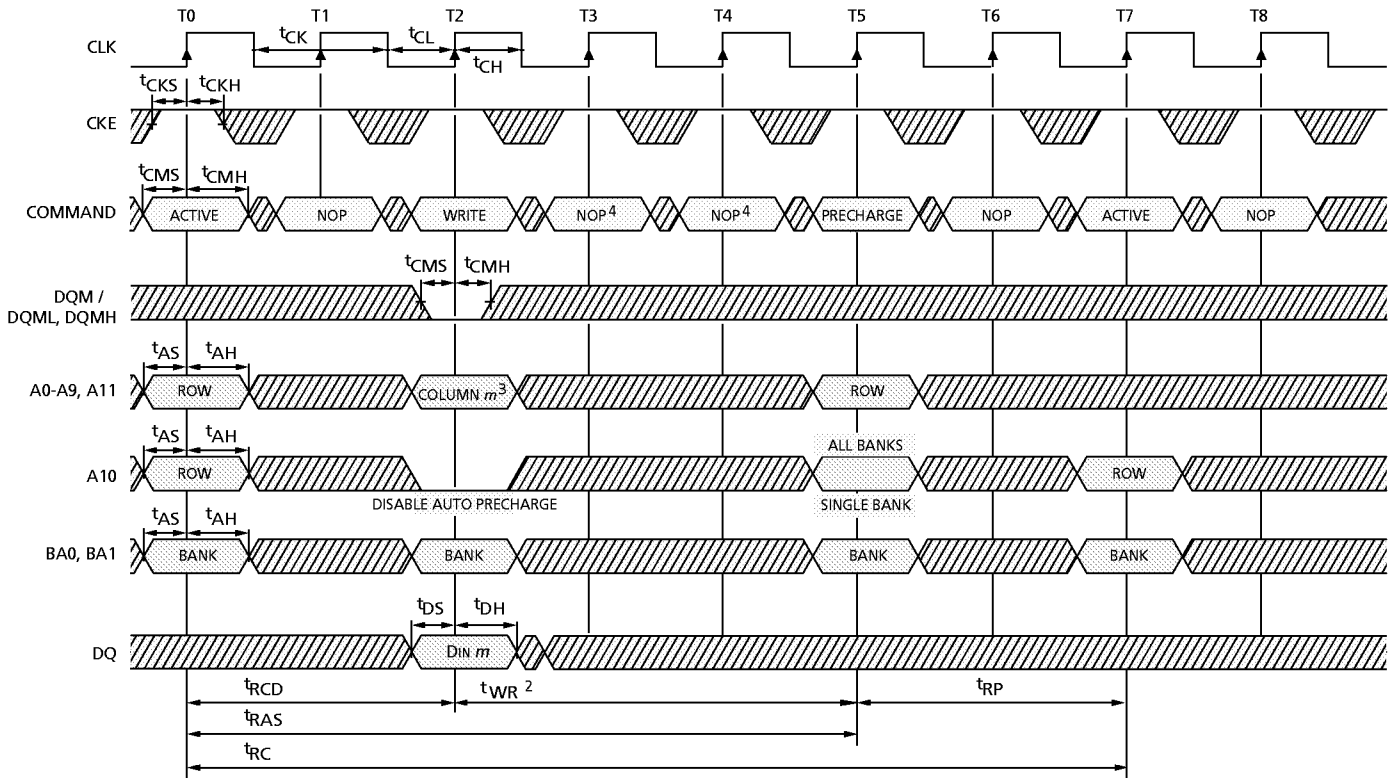 T0 T1 T2 T3 T4 T5 T6 T7 T8
CLK
tCK tCL
tCH
tCKS tCKH
CKE
tCMS tCMH
COMMAND ACTIVE NOP WRITE NOP4 NOP4 PRECHARGE NOP ACTIVE NOP
tCMS tCMH
DQM /
DQML, DQMH
tAS tAH
A0-A9, A11 ROW COLUMN m3 ROW
tAS tAH
ALL BANKS
A10 ROW ROW
DISABLE AUTO PRECHARGE SINGLE BANK
tAS tAH
BA0, BA1 BANK BANK BANK BANK
tDS tDH
DQ DIN m
tRCD tWR 2 tRP
tRAS
tRC